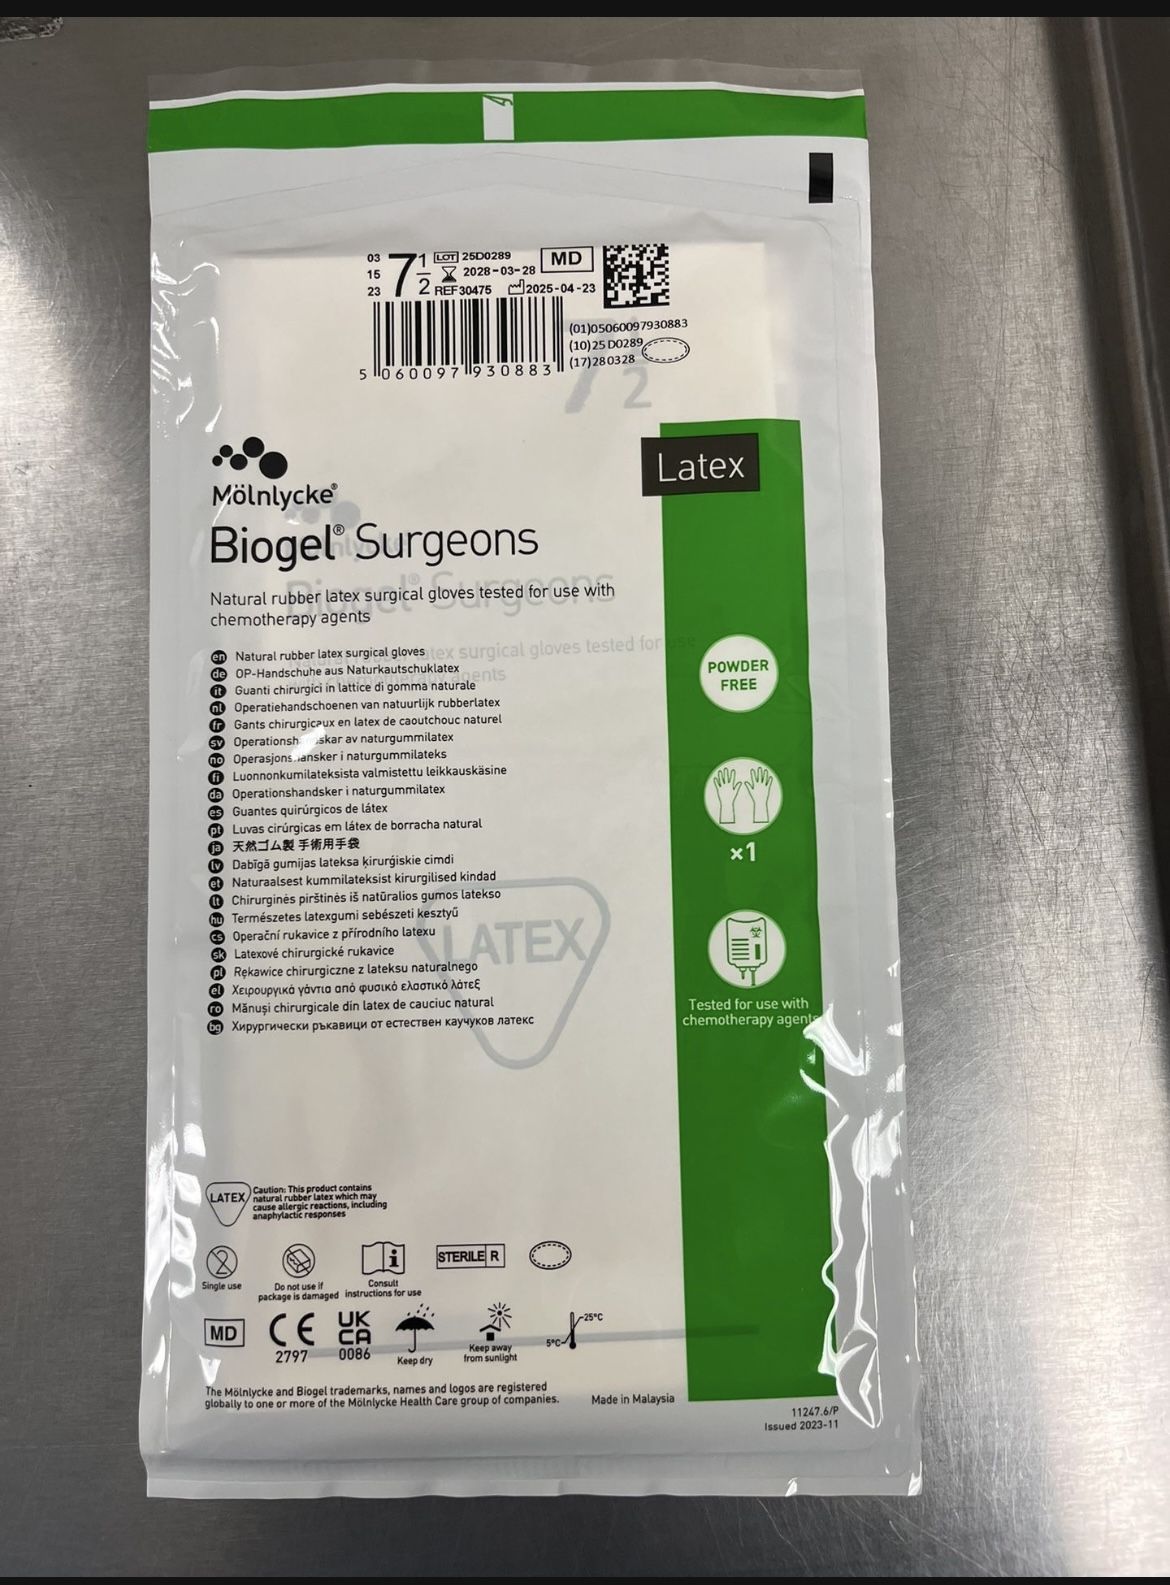 03
15
23
7 1/2
LOT 25D0289
2028-03-28
REF 30475
2025-04-23
MD
(01)05060097930883
(10)25D0289
(17)280328
5 060097 930883
7 1/2
Latex
Mölnlycke®
Biogel® Surgeons
Natural rubber latex surgical gloves tested for use with
chemotherapy agents
Biogel® Surgeons
en Natural rubber latex surgical gloves
de OP-Handschuhe aus Naturkautschuklatex
it Guanti chirurgici in lattice di gomma naturale
nl Operatiehandschoenen van natuurlijk rubberlatex
fr Gants chirurgicaux en latex de caoutchouc naturel
sv av naturgummilatex
no Operasjonshansker i naturgummilateks
fi Luonnonkumilateksista valmistettu leikkauskäsine
da Operationshandsker i naturgummilatex
es Guantes quirúrgicos de látex
pt Luvas cirúrgicas em látex de borracha natural
ja 天然ゴム製 手術用手袋
lv Dabīgā gumijas lateksa ķirurģiskie cimdi
et Naturaalsest kummilateksist kirurgilised kindad
lt Chirurginės pirštinės iš natūralios gumos latekso
hu Természetes latexgumi sebészeti kesztyű
cs Operační rukavice z přírodního latexu
sk Latexové chirurgické rukavice
pl Rękawice chirurgiczne z lateksu naturalnego
el Χειρουργικά γάντια από φυσικό ελαστικό λάτεξ
ro Mănuși chirurgicale din latex de cauciuc natural
bg Хирургически ръкавици от естествен каучуков латекс
LATEX
POWDER
FREE
x1
Tested for use with
chemotherapy agents
LATEX
Caution: This product contains
natural rubber latex which may
cause allergic reactions, including
anaphylactic responses
2
Single use
Do not use if
package is damaged
Consult
instructions for use
STERILE R
MD
CE
2797
UK
CA
0086
Keep dry
Keep away
from sunlight
5°C
25°C
The Mölnlycke and Biogel trademarks, names and logos are registered
globally to one or more of the Mölnlycke Health Care group of companies.
Made in Malaysia
11247.6/P
Issued 2023-11